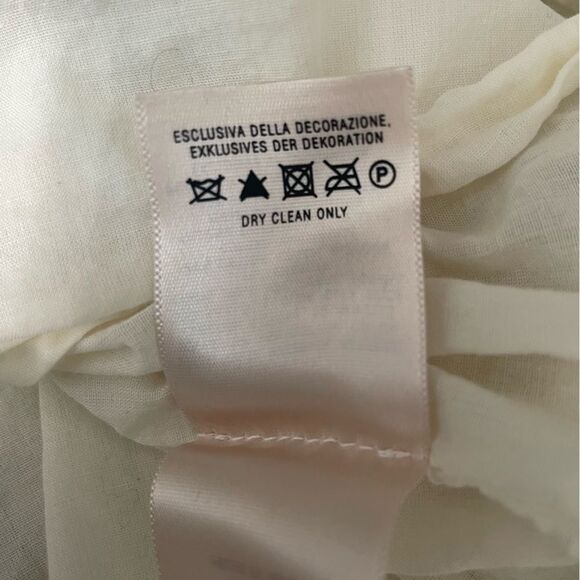 ESCLUSIVA DELLA DECORAZIONE,
EXKLUSIVES DER DEKORATION
P
DRY CLEAN ONLY